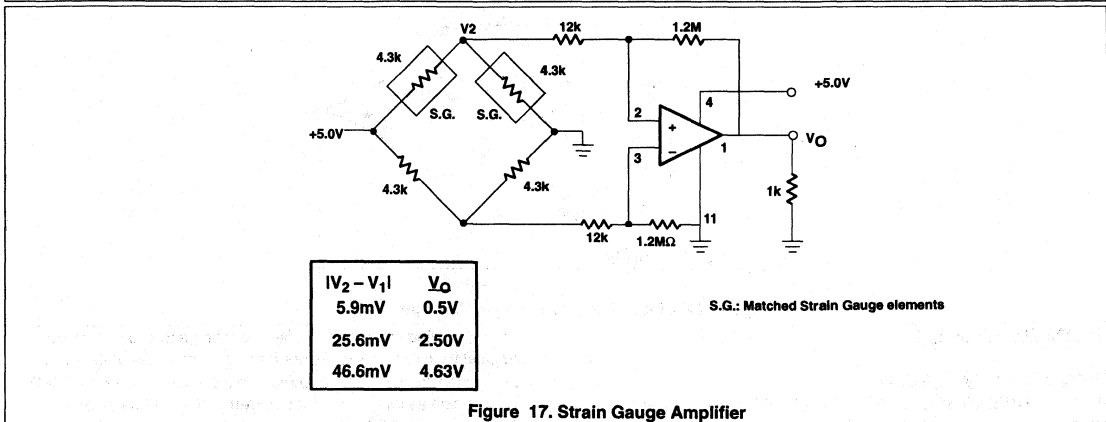 V2
12k
1.2M
4.3k
4.3k
S.G.
S.G.
+5.0V
4
+5.0V
2
+
3
−
1
VO
4.3k
4.3k
1k
12k
1.2MΩ
11
|V2 – V1| VO
5.9mV 0.5V
25.6mV 2.50V
46.6mV 4.63V
S.G.: Matched Strain Gauge elements
Figure 17. Strain Gauge Amplifier